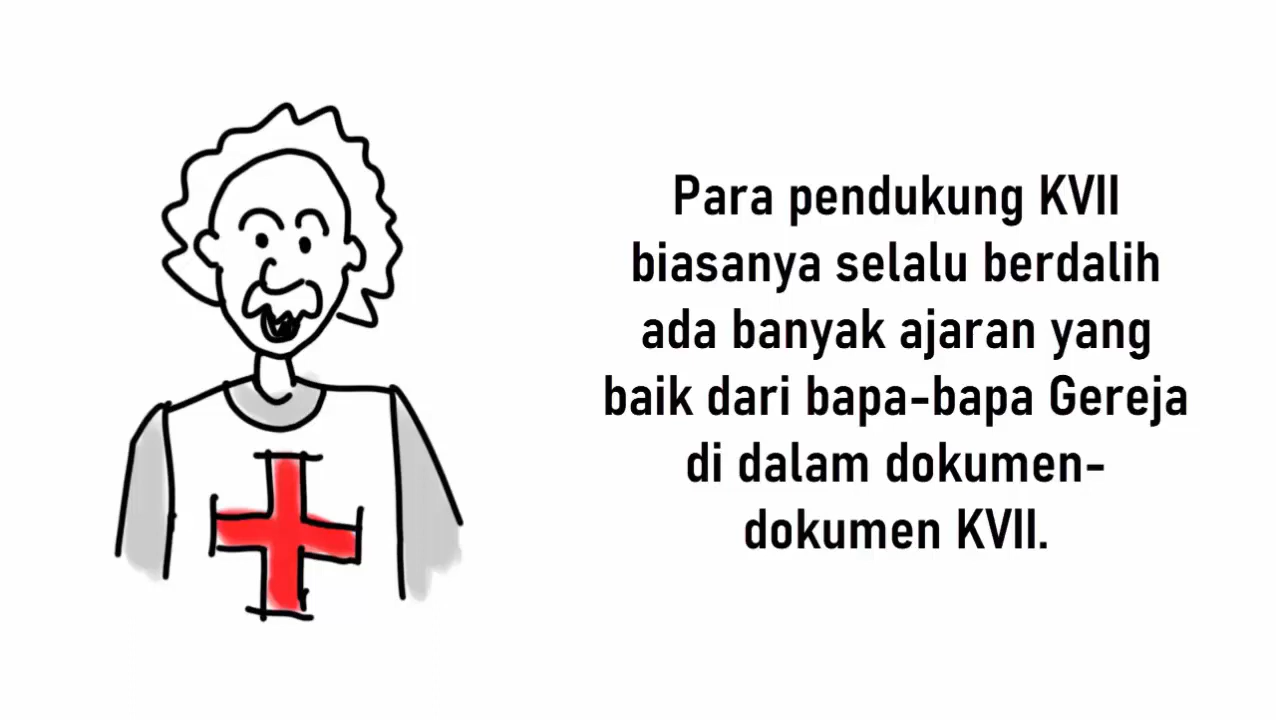 Para pendukung KVII
biasanya selalu berdalih
ada banyak ajaran yang
baik dari bapa-bapa Gereja
di dalam dokumen-
dokumen KVII.